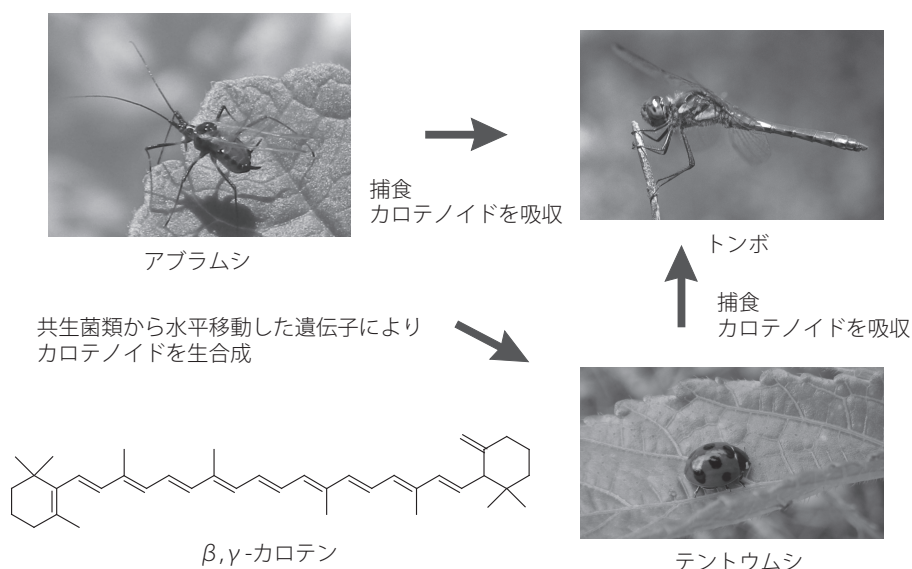 捕食
カロテノイドを吸収
アブラムシ
トンボ
捕食
カロテノイドを吸収
共生菌類から水平移動した遺伝子により
カロテノイドを生合成
β,γ-カロテン
テントウムシ